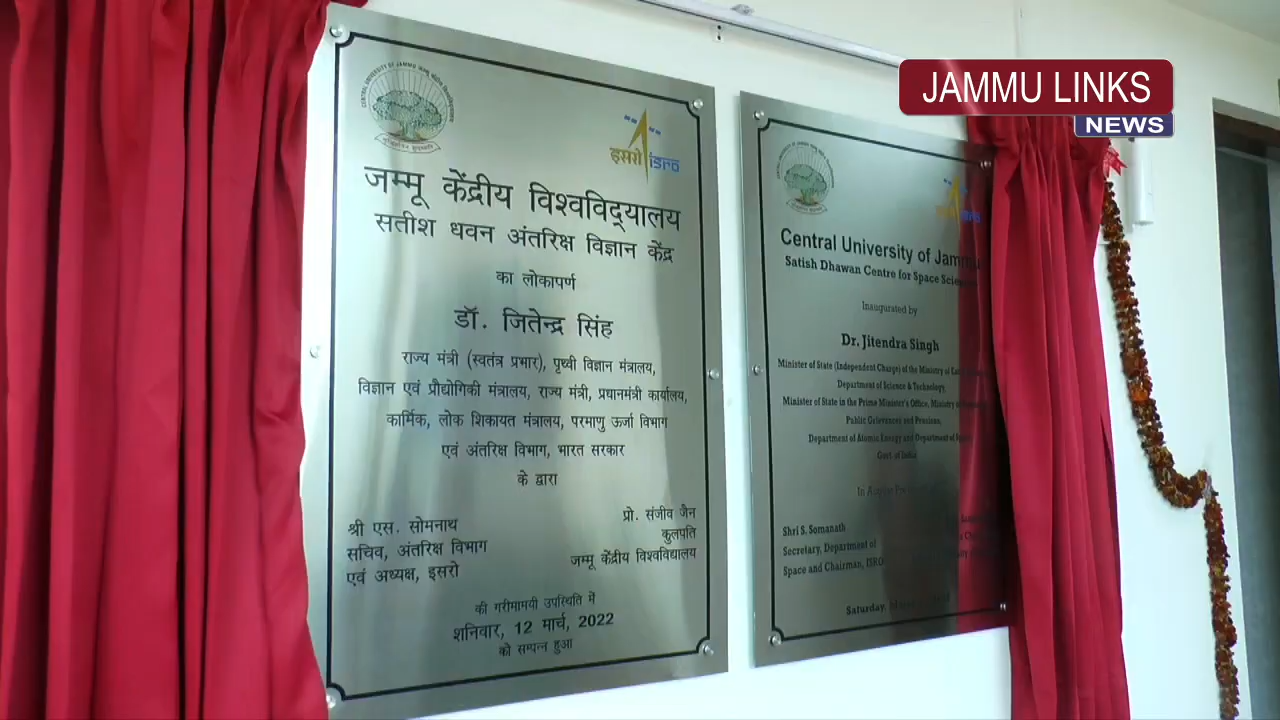 JAMMU LINKS
NEWS
इसरो isro
जम्मू केंद्रीय विश्वविद्यालय
सतीश धवन अंतरिक्ष विज्ञान केंद्र
का लोकापर्ण
डॉ. जितेन्द्र सिंह
राज्य मंत्री (स्वतंत्र प्रभार), पृथ्वी विज्ञान मंत्रालय,
विज्ञान एवं प्रौद्योगिकी मंत्रालय, राज्य मंत्री, प्रधानमंत्री कार्यालय,
कार्मिक, लोक शिकायत मंत्रालय, परमाणु ऊर्जा विभाग
एवं अंतरिक्ष विभाग, भारत सरकार
के द्वारा
श्री एस. सोमनाथ
सचिव, अंतरिक्ष विभाग
एवं अध्यक्ष, इसरो
प्रो. संजीव जैन
कुलपति
जम्मू केंद्रीय विश्वविद्यालय
की गरीमामयी उपस्थिति में
शनिवार, 12 मार्च, 2022
को सम्पन्न हुआ
Central University of
Satish Dhawan Centre for Space
Inaugurated by
Dr. Jitendra Singh
Minister of State (Independent Charge) of the Ministry of
Department of Science & Technology,
Minister of State in the Prime Minister's Office, Ministry of
Public Grievances and Pensions,
Department of Atomic Energy and Department of
Govt. of India
In
Shri S. Somanath
Secretary, Department of
Space and Chairman, ISRO
Saturday,